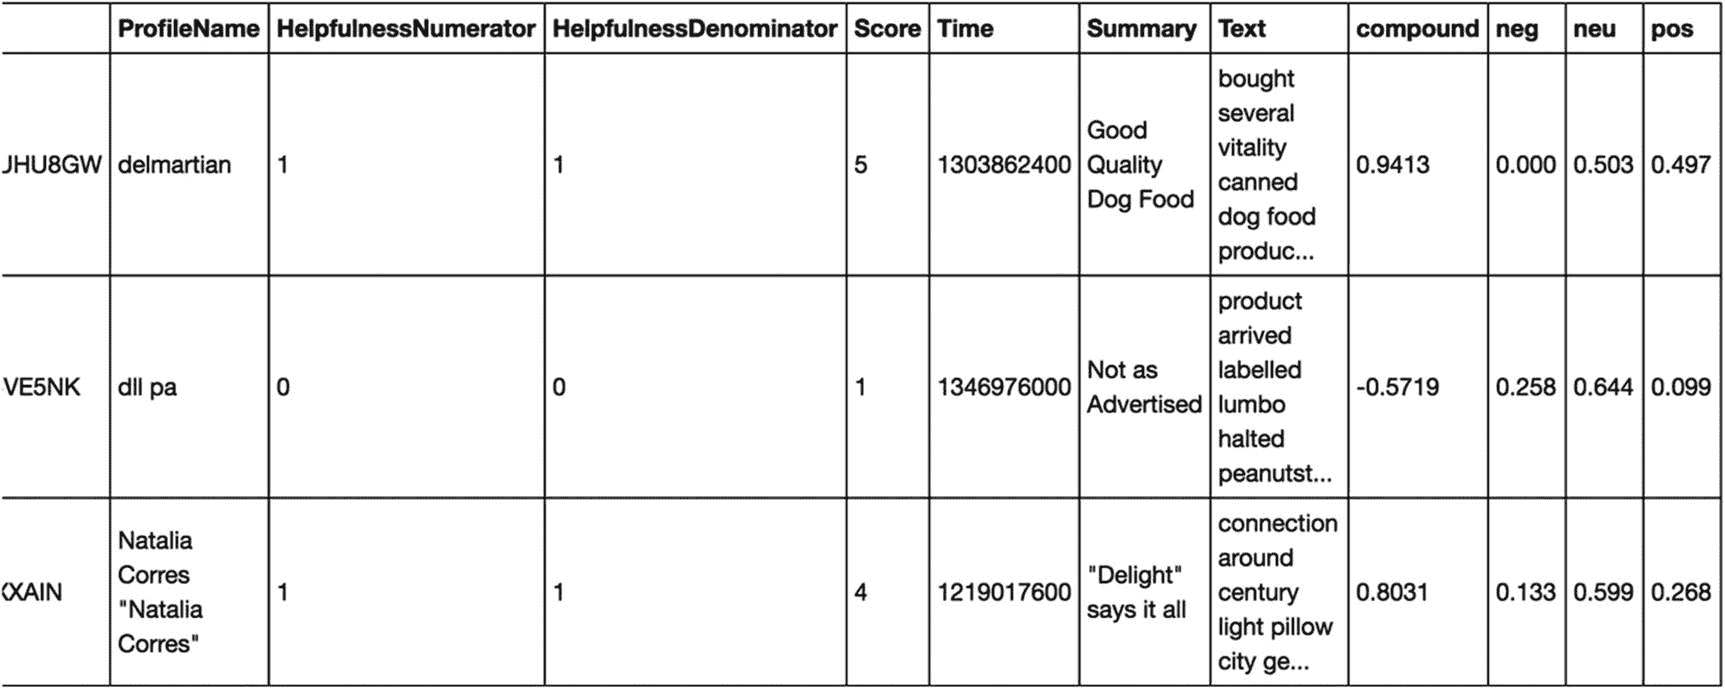 ProfileName HelpfulnessNumerator HelpfulnessDenominator Score Time Summary Text compound neg neu pos
JHU8GW delmartian 1 1 5 1303862400 Good Quality Dog Food bought several vitality canned dog food produc... 0.9413 0.000 0.503 0.497
VE5NK dll pa 0 0 1 1346976000 Not as Advertised product arrived labelled lumbo halted peanutst... -0.5719 0.258 0.644 0.099
XAIN Natalia Corres "Natalia Corres" 1 1 4 1219017600 "Delight" says it all connection around century light pillow city ge... 0.8031 0.133 0.599 0.268